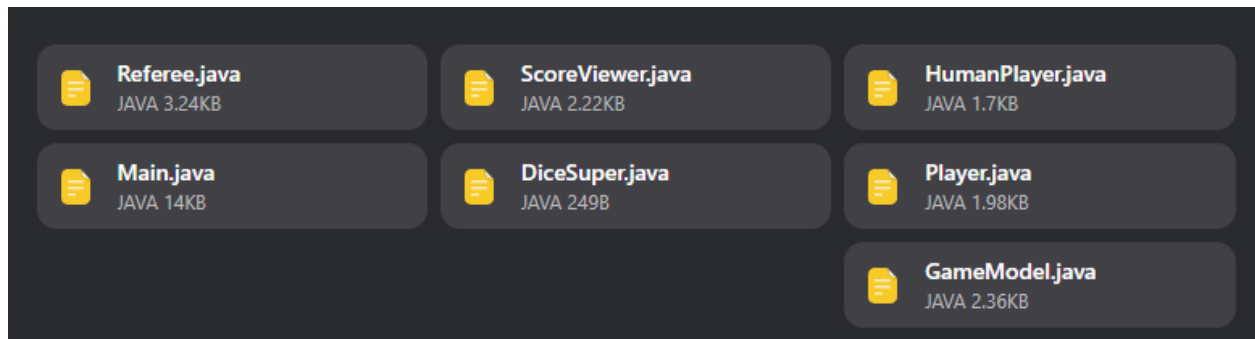 Referee.java
JAVA 3.24KB
ScoreViewer.java
JAVA 2.22KB
HumanPlayer.java
JAVA 1.7KB
Main.java
JAVA 14KB
DiceSuper.java
JAVA 249B
Player.java
JAVA 1.98KB
GameModel.java
JAVA 2.36KB